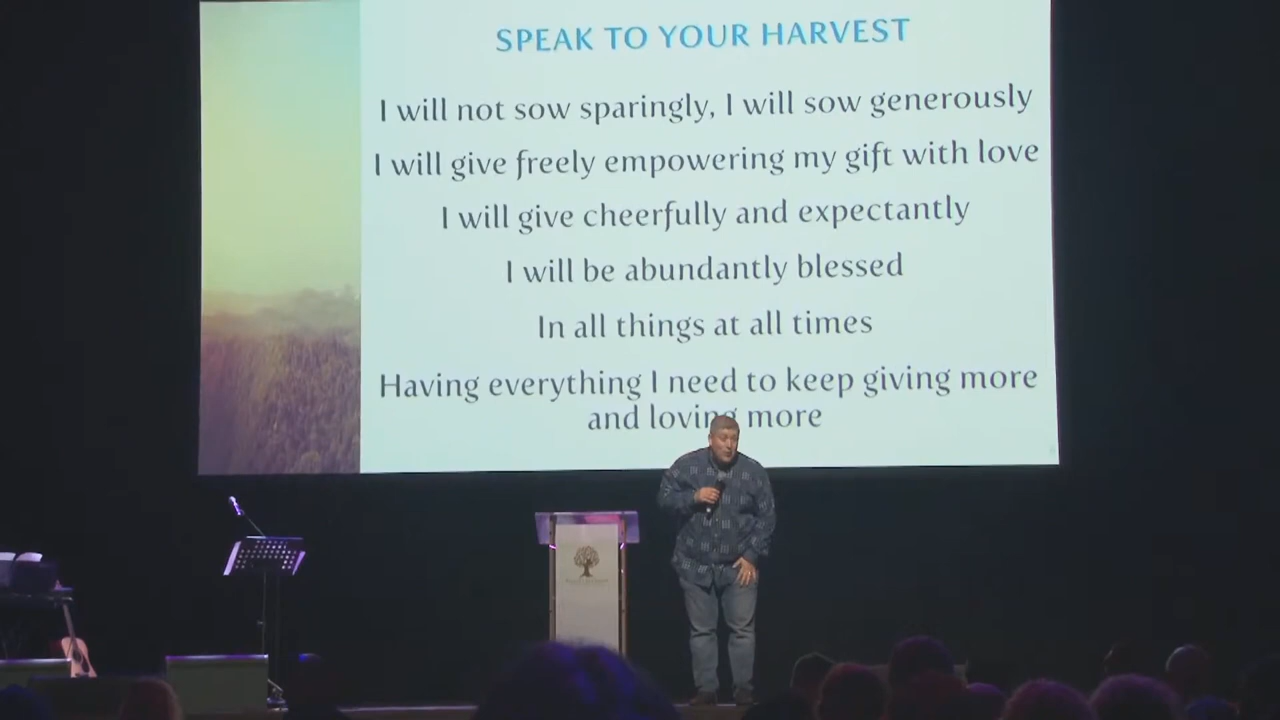 SPEAK TO YOUR HARVEST
I will not sow sparingly, I will sow generously
I will give freely empowering my gift with love
I will give cheerfully and expectantly
I will be abundantly blessed
In all things at all times
Having everything I need to keep giving more
and loving more